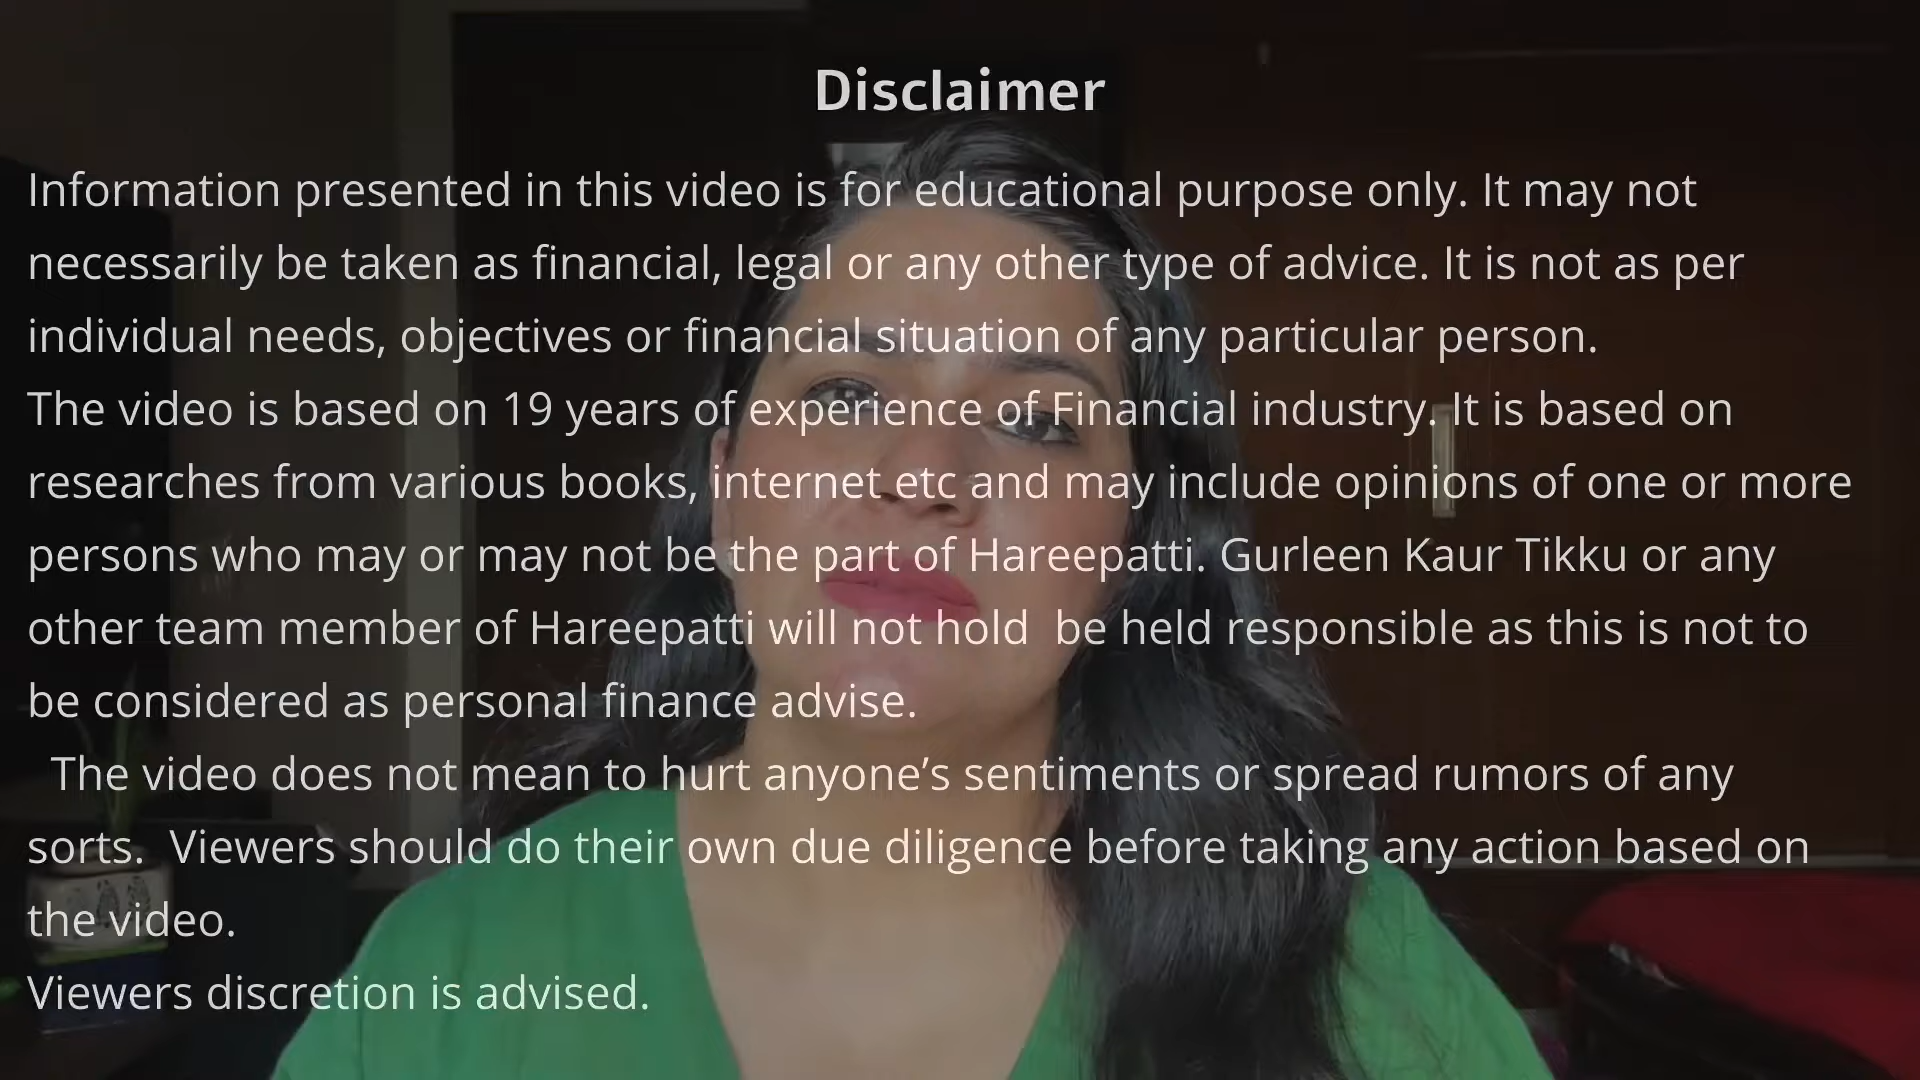 Disclaimer
Information presented in this video is for educational purpose only. It may not
necessarily be taken as financial, legal or any other type of advice. It is not as per
individual needs, objectives or financial situation of any particular person.
The video is based on 19 years of experience of Financial industry. It is based on
researches from various books, internet etc and may include opinions of one or more
persons who may or may not be the part of Hareepatti. Gurleen Kaur Tikku or any
other team member of Hareepatti will not hold  be held responsible as this is not to
be considered as personal finance advise.
The video does not mean to hurt anyone’s sentiments or spread rumors of any
sorts.  Viewers should do their own due diligence before taking any action based on
the video.
Viewers discretion is advised.